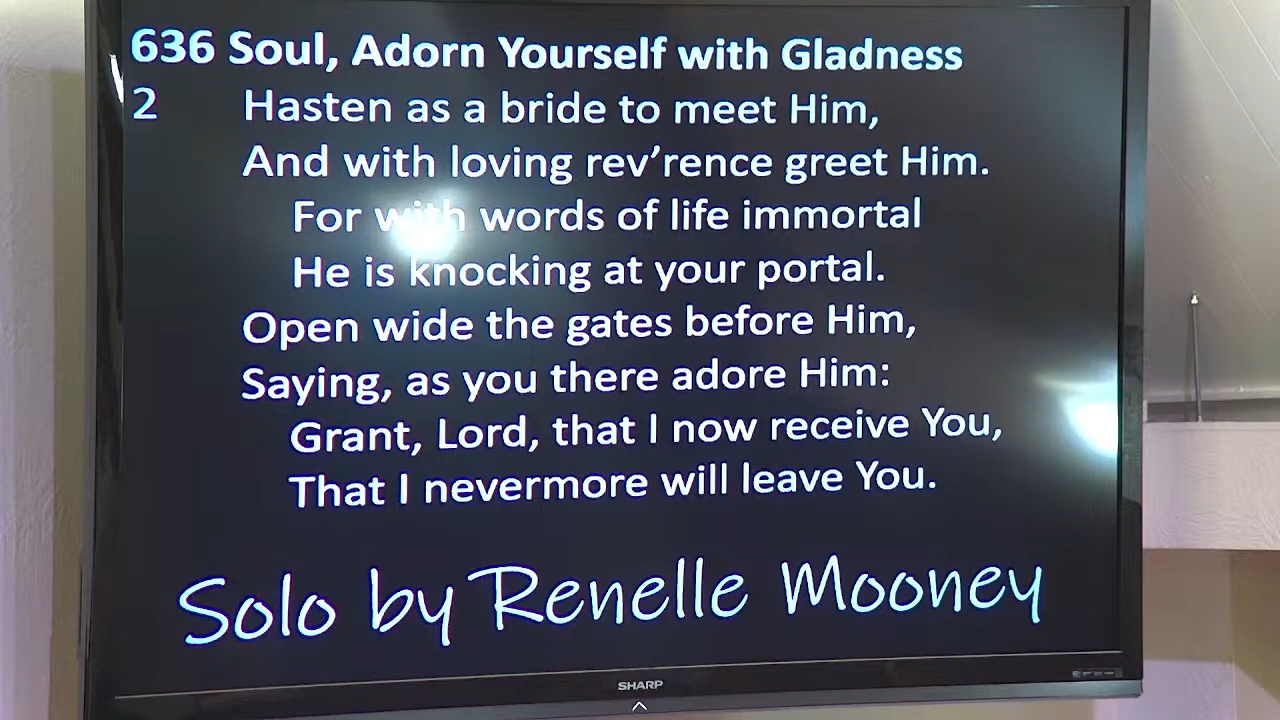 636 Soul, Adorn Yourself with Gladness
2 Hasten as a bride to meet Him,
And with loving rev’rence greet Him.
For with words of life immortal
He is knocking at your portal.
Open wide the gates before Him,
Saying, as you there adore Him:
Grant, Lord, that I now receive You,
That I nevermore will leave You.
Solo by Renelle Mooney
SHARP